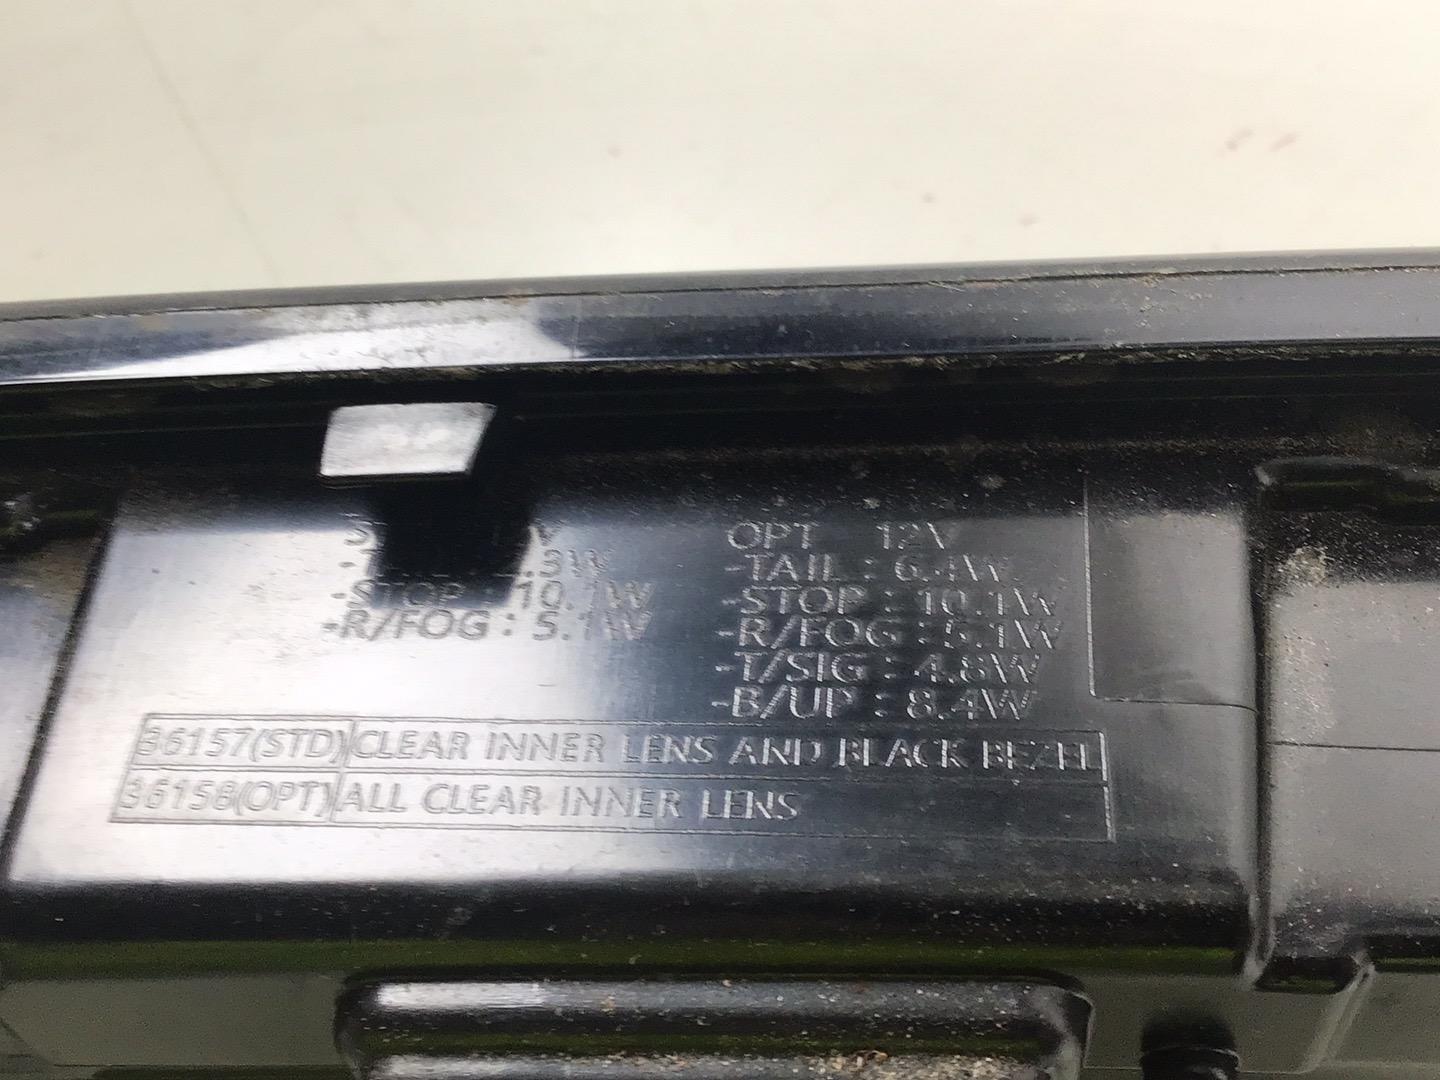 .3W
-STOP : 10.1W
-R/FOG : 5.1W
OPT 12V
-TAIL : 6.4W
-STOP : 10.1W
-R/FOG : 5.1W
-T/SIG : 4.8W
-B/UP : 8.4W
36157(STD) CLEAR INNER LENS AND BLACK BEZEL
36158(OPT) ALL CLEAR INNER LENS